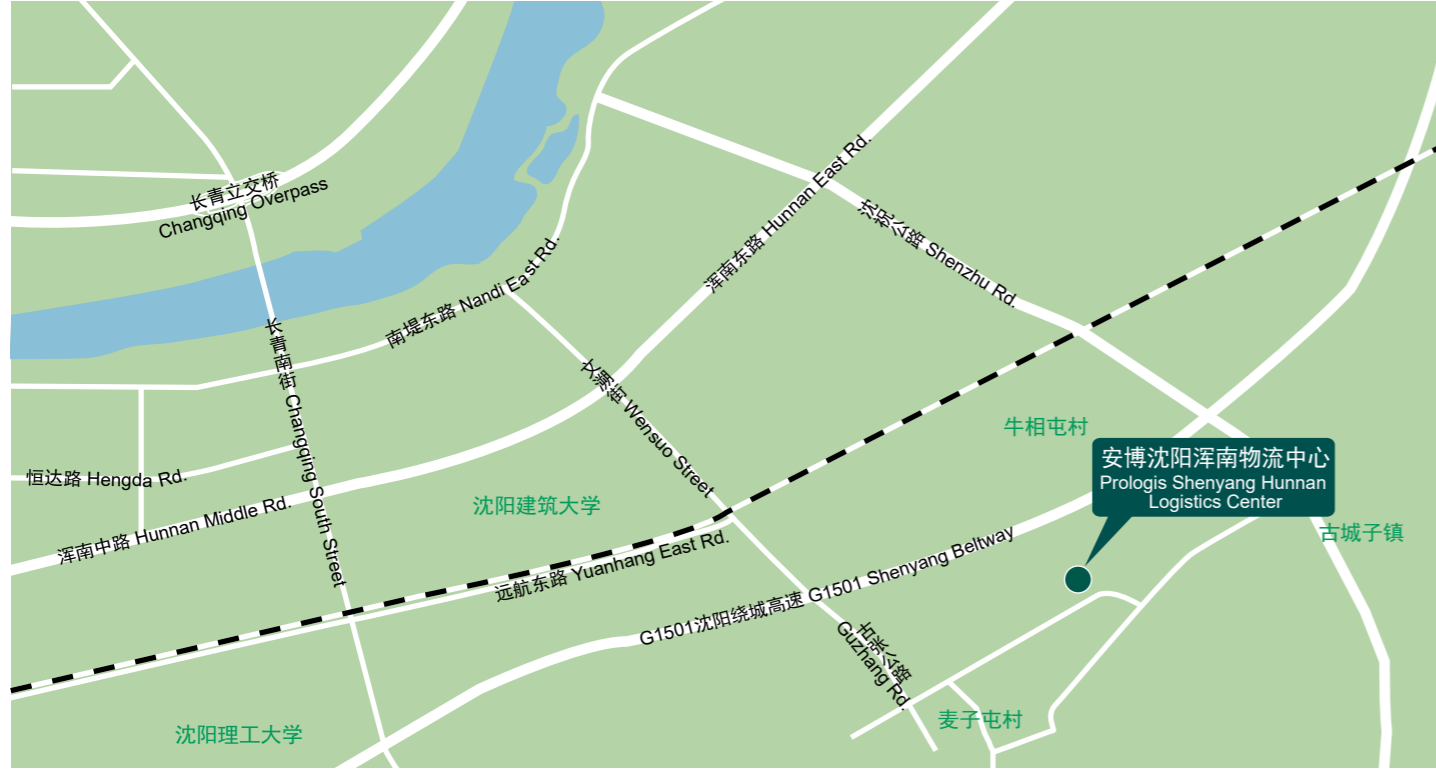 长青立交桥
Changqing Overpass
浑南东路 Hunnan East Rd.
沈祝公路 Shenzhu Rd.
南堤东路 Nandi East Rd.
长青南街 Changqing South Street
文溯街 Wensuo Street
牛相屯村
安博沈阳浑南物流中心
Prologis Shenyang Hunnan
Logistics Center
恒达路 Hengda Rd.
沈阳建筑大学
浑南中路 Hunnan Middle Rd.
古城子镇
远航东路 Yuanhang East Rd.
G1501沈阳绕城高速 G1501 Shenyang Beltway
古张公路
Guzhang Rd.
麦子屯村
沈阳理工大学